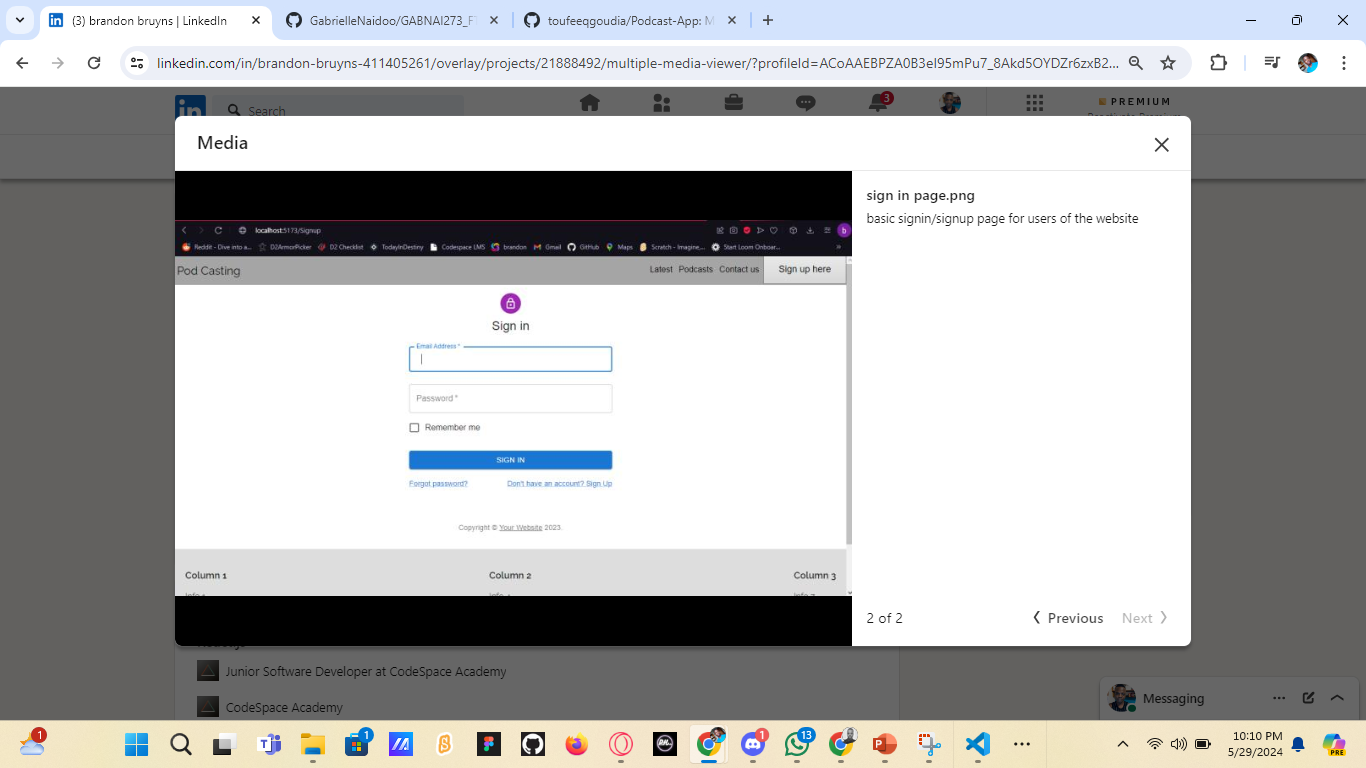 (3) brandon bruyns | LinkedIn
GabrielleNaidoo/GABNAI273_F
toufeeqgoudia/Podcast-App: M
linkedin.com/in/brandon-bruyns-411405261/overlay/projects/21888492/multiple-media-viewer/?profileId=ACoAAEBPZA0B3eI95mPu7_8Akd5OYDZr6zxB2...
Search
3
PREMIUM
Media
sign in page.png
basic signin/signup page for users of the website
localhost:5173/Signup
b
Reddit - Dive into a...
D2ArmorPicker
D2 Checklist
TodayInDestiny
Codespace LMS
brandon
Gmail
GitHub
Maps
Scratch - Imagine,...
Start Loom Onboar...
»
Pod Casting
Latest Podcasts Contact us
Sign up here
Sign in
Email Address *
Password *
Remember me
SIGN IN
Forgot password?
Don't have an account? Sign Up
Copyright © Your Website 2023.
Column 1
Column 2
Column 3
2 of 2
Previous
Next
Junior Software Developer at CodeSpace Academy
CodeSpace Academy
Messaging
1
1
1
13
10:10 PM
5/29/2024
PRE